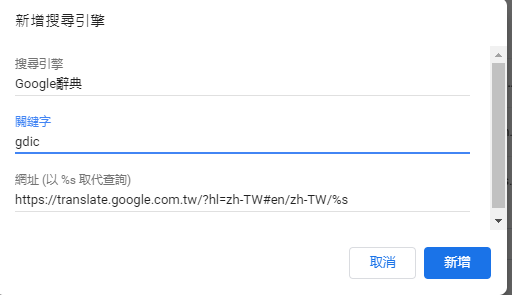 新增搜尋引擎
搜尋引擎
Google辭典
關鍵字
gdic
網址 (以 %s 取代查詢)
https://translate.google.com.tw/?hl=zh-TW#en/zh-TW/%s
取消
新增